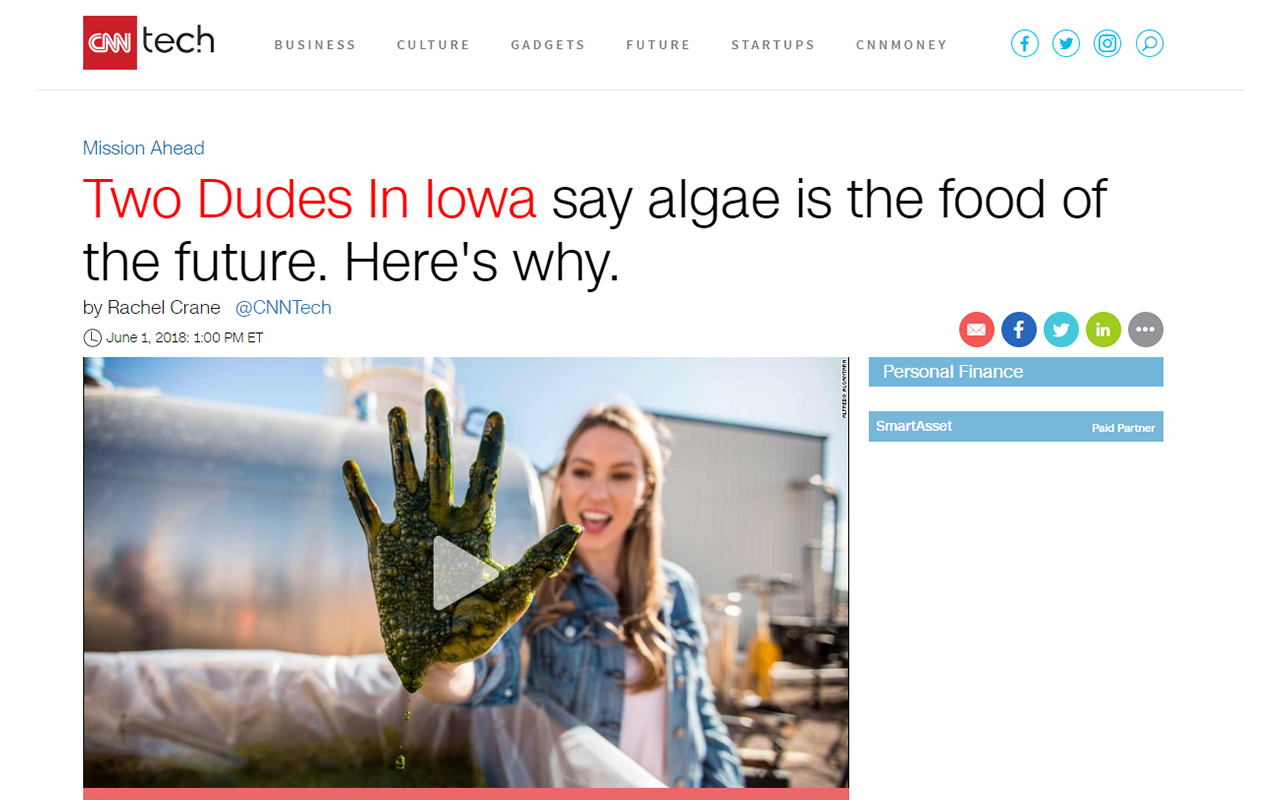 CNN tech
BUSINESS CULTURE GADGETS FUTURE STARTUPS CNNMONEY
Mission Ahead
Two Dudes In Iowa say algae is the food of
the future. Here's why.
by Rachel Crane @CNNTech
June 1, 2018: 1:00 PM ET
in
ALFREDO ALCANTARA
Personal Finance
SmartAsset Paid Partner